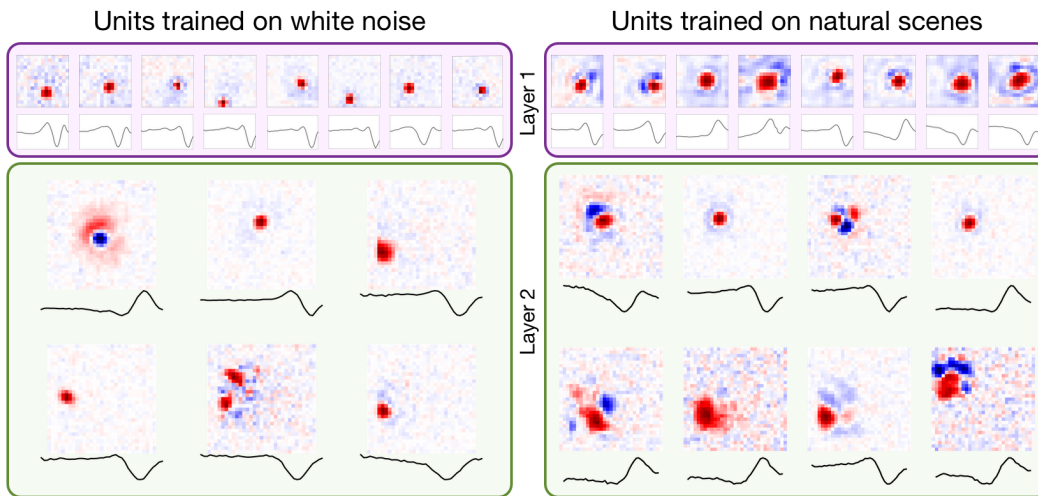 Units trained on white noise
Units trained on natural scenes
Layer 1
Layer 2